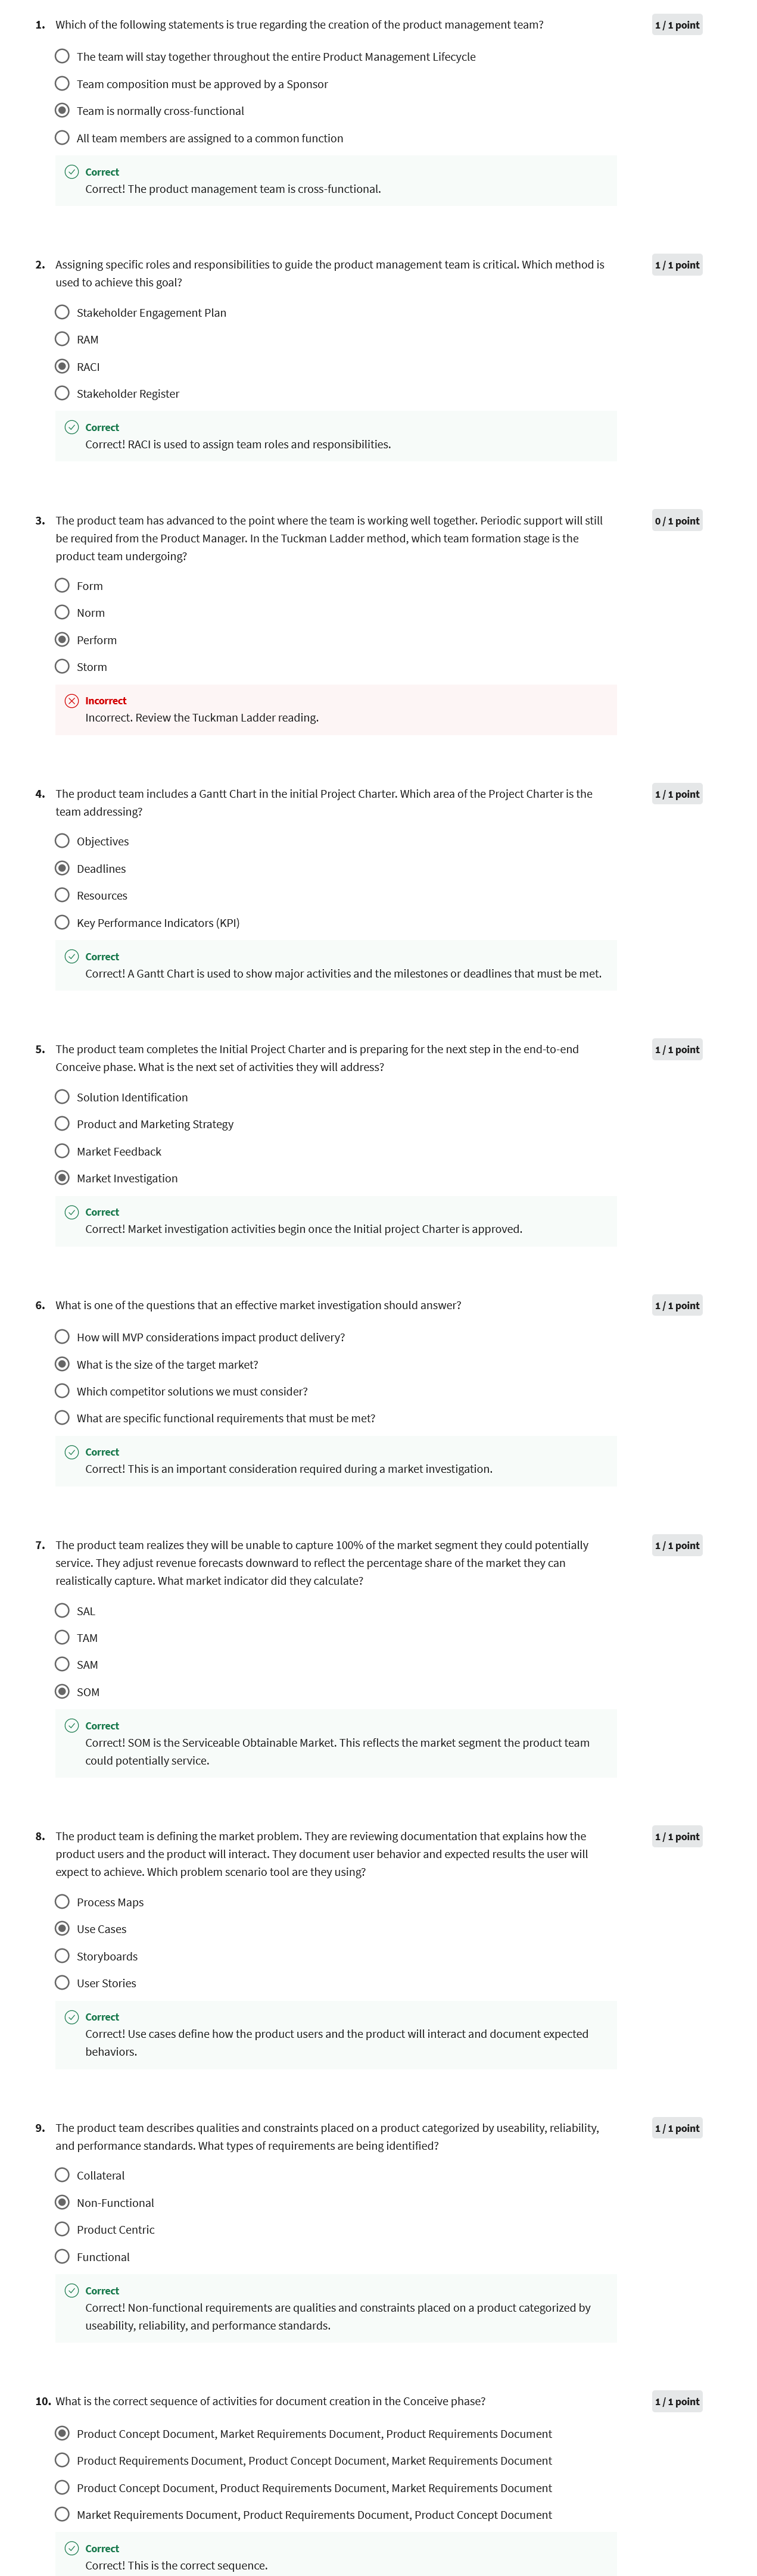 1. Which of the following statements is true regarding the creation of the product management team?
1 / 1 point
The team will stay together throughout the entire Product Management Lifecycle
Team composition must be approved by a Sponsor
Team is normally cross-functional
All team members are assigned to a common function
Correct
Correct! The product management team is cross-functional.
2. Assigning specific roles and responsibilities to guide the product management team is critical. Which method is
used to achieve this goal?
1 / 1 point
Stakeholder Engagement Plan
RAM
RACI
Stakeholder Register
Correct
Correct! RACI is used to assign team roles and responsibilities.
3. The product team has advanced to the point where the team is working well together. Periodic support will still
be required from the Product Manager. In the Tuckman Ladder method, which team formation stage is the
product team undergoing?
0 / 1 point
Form
Norm
Perform
Storm
Incorrect
Incorrect. Review the Tuckman Ladder reading.
4. The product team includes a Gantt Chart in the initial Project Charter. Which area of the Project Charter is the
team addressing?
1 / 1 point
Objectives
Deadlines
Resources
Key Performance Indicators (KPI)
Correct
Correct! A Gantt Chart is used to show major activities and the milestones or deadlines that must be met.
5. The product team completes the Initial Project Charter and is preparing for the next step in the end-to-end
Conceive phase. What is the next set of activities they will address?
1 / 1 point
Solution Identification
Product and Marketing Strategy
Market Feedback
Market Investigation
Correct
Correct! Market investigation activities begin once the Initial project Charter is approved.
6. What is one of the questions that an effective market investigation should answer?
1 / 1 point
How will MVP considerations impact product delivery?
What is the size of the target market?
Which competitor solutions we must consider?
What are specific functional requirements that must be met?
Correct
Correct! This is an important consideration required during a market investigation.
7. The product team realizes they will be unable to capture 100% of the market segment they could potentially
service. They adjust revenue forecasts downward to reflect the percentage share of the market they can
realistically capture. What market indicator did they calculate?
1 / 1 point
SAL
TAM
SAM
SOM
Correct
Correct! SOM is the Serviceable Obtainable Market. This reflects the market segment the product team
could potentially service.
8. The product team is defining the market problem. They are reviewing documentation that explains how the
product users and the product will interact. They document user behavior and expected results the user will
expect to achieve. Which problem scenario tool are they using?
1 / 1 point
Process Maps
Use Cases
Storyboards
User Stories
Correct
Correct! Use cases define how the product users and the product will interact and document expected
behaviors.
9. The product team describes qualities and constraints placed on a product categorized by useability, reliability,
and performance standards. What types of requirements are being identified?
1 / 1 point
Collateral
Non-Functional
Product Centric
Functional
Correct
Correct! Non-functional requirements are qualities and constraints placed on a product categorized by
useability, reliability, and performance standards.
10. What is the correct sequence of activities for document creation in the Conceive phase?
1 / 1 point
Product Concept Document, Market Requirements Document, Product Requirements Document
Product Requirements Document, Product Concept Document, Market Requirements Document
Product Concept Document, Product Requirements Document, Market Requirements Document
Market Requirements Document, Product Requirements Document, Product Concept Document
Correct
Correct! This is the correct sequence.